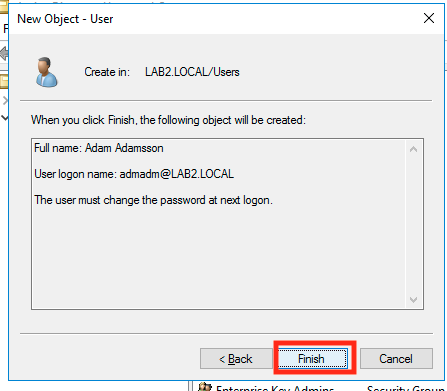 New Object - User
Create in: LAB2.LOCAL/Users
When you click Finish, the following object will be created:
Full name: Adam Adamsson
User logon name: admadm@LAB2.LOCAL
The user must change the password at next logon.
< Back
Finish
Cancel
Enterprise Key Admins
Security Group